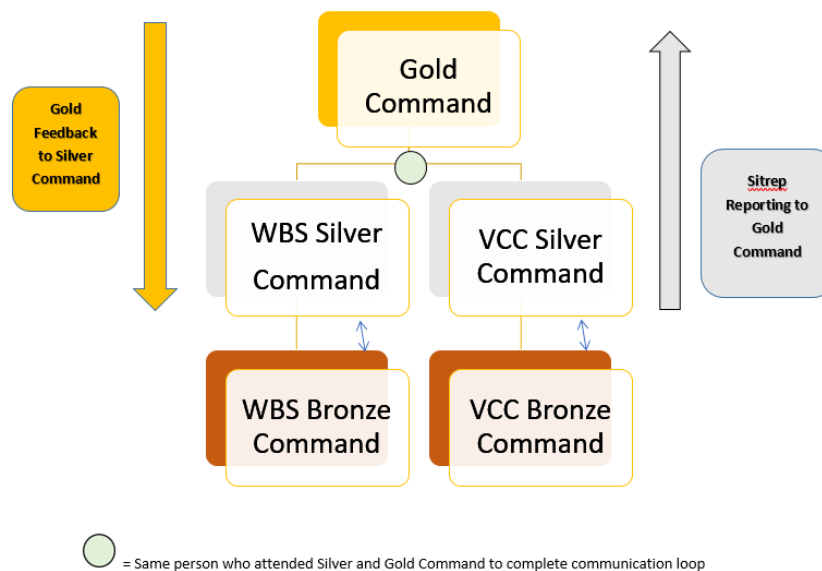 Gold
Command
Gold
Feedback
to Silver
Command
Sitrep
Reporting to
Gold
Command
WBS Silver
Command
VCC Silver
Command
WBS Bronze
Command
VCC Bronze
Command
= Same person who attended Silver and Gold Command to complete communication loop